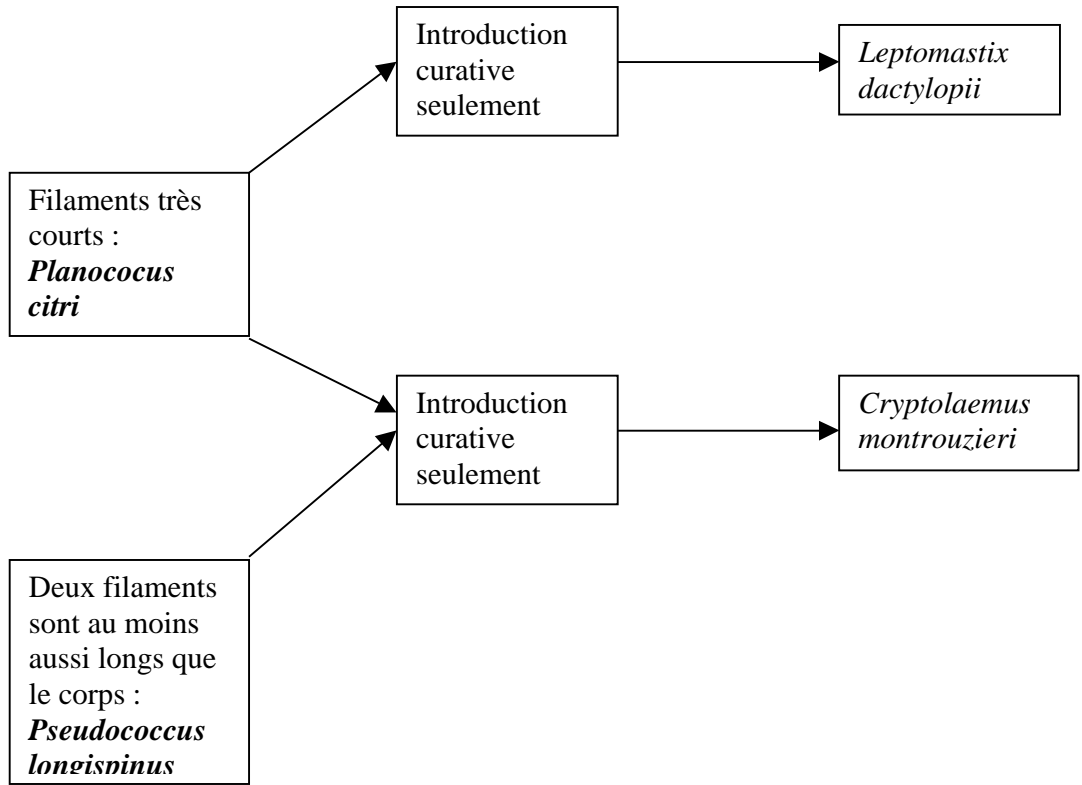 Introduction
curative
seulement
Leptomastix
dactylopii
Filaments très
courts :
Planococus
citri
Introduction
curative
seulement
Cryptolaemus
montrouzieri
Deux filaments
sont au moins
aussi longs que
le corps :
Pseudococcus
longispinus